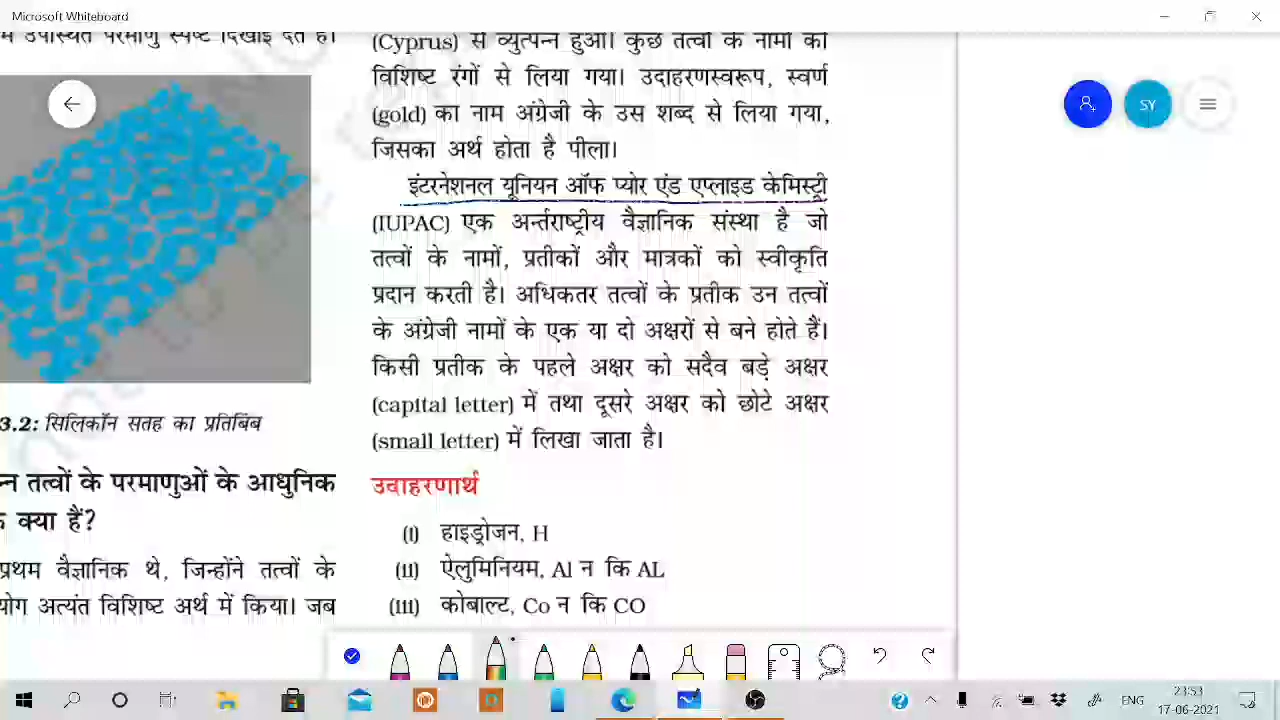 Microsoft Whiteboard
में उपस्थित परमाणु स्पष्ट दिखाई देते हैं।
3.2: सिलिकॉन सतह का प्रतिबिंब
न्न तत्वों के परमाणुओं के आधुनिक
क्या हैं?
प्रथम वैज्ञानिक थे, जिन्होंने तत्वों के
योग अत्यंत विशिष्ट अर्थ में किया। जब
(Cyprus) से व्युत्पन्न हुआ। कुछ तत्वों के नामों को
विशिष्ट रंगों से लिया गया। उदाहरणस्वरूप, स्वर्ण
(gold) का नाम अंग्रेजी के उस शब्द से लिया गया,
जिसका अर्थ होता है पीला।
इंटरनेशनल यूनियन ऑफ प्योर एंड एप्लाइड केमिस्ट्री
(IUPAC) एक अर्न्तराष्ट्रीय वैज्ञानिक संस्था है जो
तत्वों के नामों, प्रतीकों और मात्रकों को स्वीकृति
प्रदान करती है। अधिकतर तत्वों के प्रतीक उन तत्वों
के अंग्रेजी नामों के एक या दो अक्षरों से बने होते हैं।
किसी प्रतीक के पहले अक्षर को सदैव बड़े अक्षर
(capital letter) में तथा दूसरे अक्षर को छोटे अक्षर
(small letter) में लिखा जाता है।
उदाहरणार्थ
(i) हाइड्रोजन, H
(ii) ऐलुमिनियम, Al न कि AL
(iii) कोबाल्ट, Co न कि CO
SY
ENG
17-06-2021